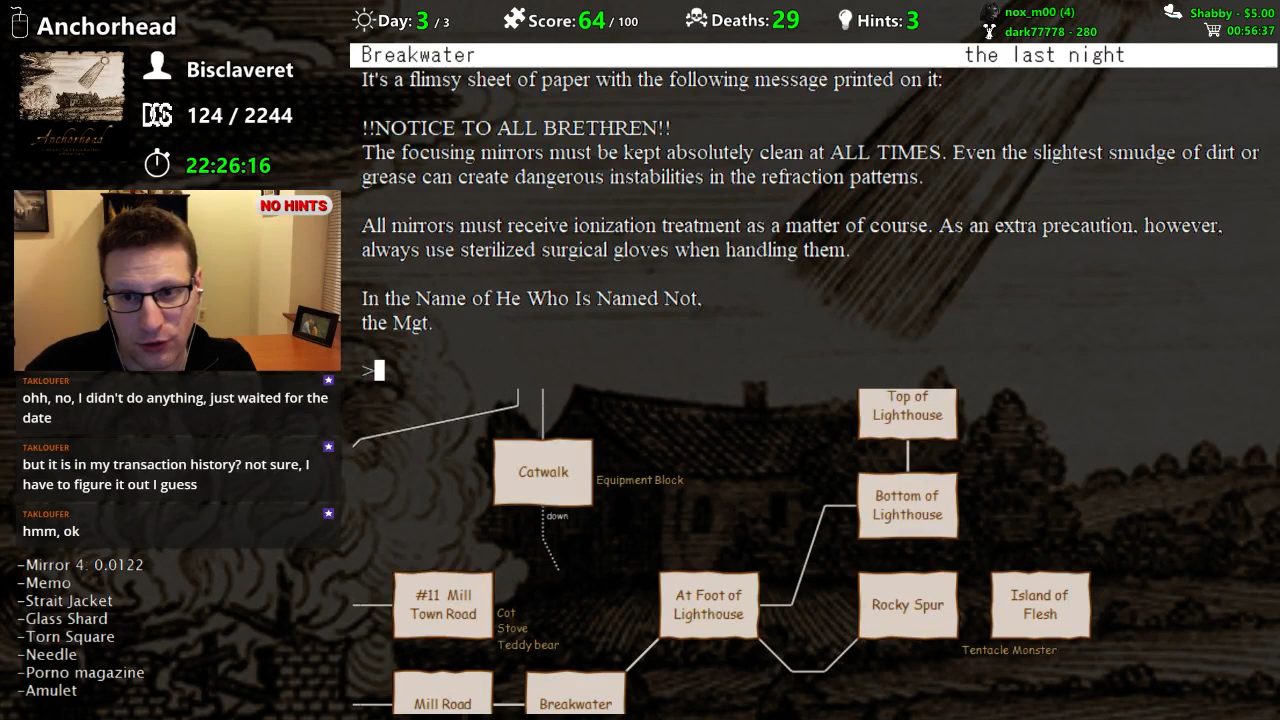 Anchorhead
Day: 3 / 3
Score: 64 / 100
Deaths: 29
Hints: 3
nox_m00 (4)
dark77778 - 280
Shabby - $5.00
00:56:37
Anchorhead
Bisclaveret
124 / 2244
22:26:16
NO HINTS
Breakwater
the last night
It's a flimsy sheet of paper with the following message printed on it:
!!NOTICE TO ALL BRETHREN!!
The focusing mirrors must be kept absolutely clean at ALL TIMES. Even the slightest smudge of dirt or
grease can create dangerous instabilities in the refraction patterns.
All mirrors must receive ionization treatment as a matter of course. As an extra precaution, however,
always use sterilized surgical gloves when handling them.
In the Name of He Who Is Named Not,
the Mgt.
>
TAKLOUFER
ohh, no, I didn't do anything, just waited for the
date
TAKLOUFER
but it is in my transaction history? not sure, I
have to figure it out I guess
TAKLOUFER
hmm, ok
-Mirror 4: 0.0122
-Memo
-Strait Jacket
-Glass Shard
-Torn Square
-Needle
-Porno magazine
-Amulet
Top of
Lighthouse
Catwalk
Equipment Block
down
Bottom of
Lighthouse
#11 Mill
Town Road
Cot
Stove
Teddy bear
At Foot of
Lighthouse
Rocky Spur
Island of
Flesh
Tentacle Monster
Mill Road
Breakwater